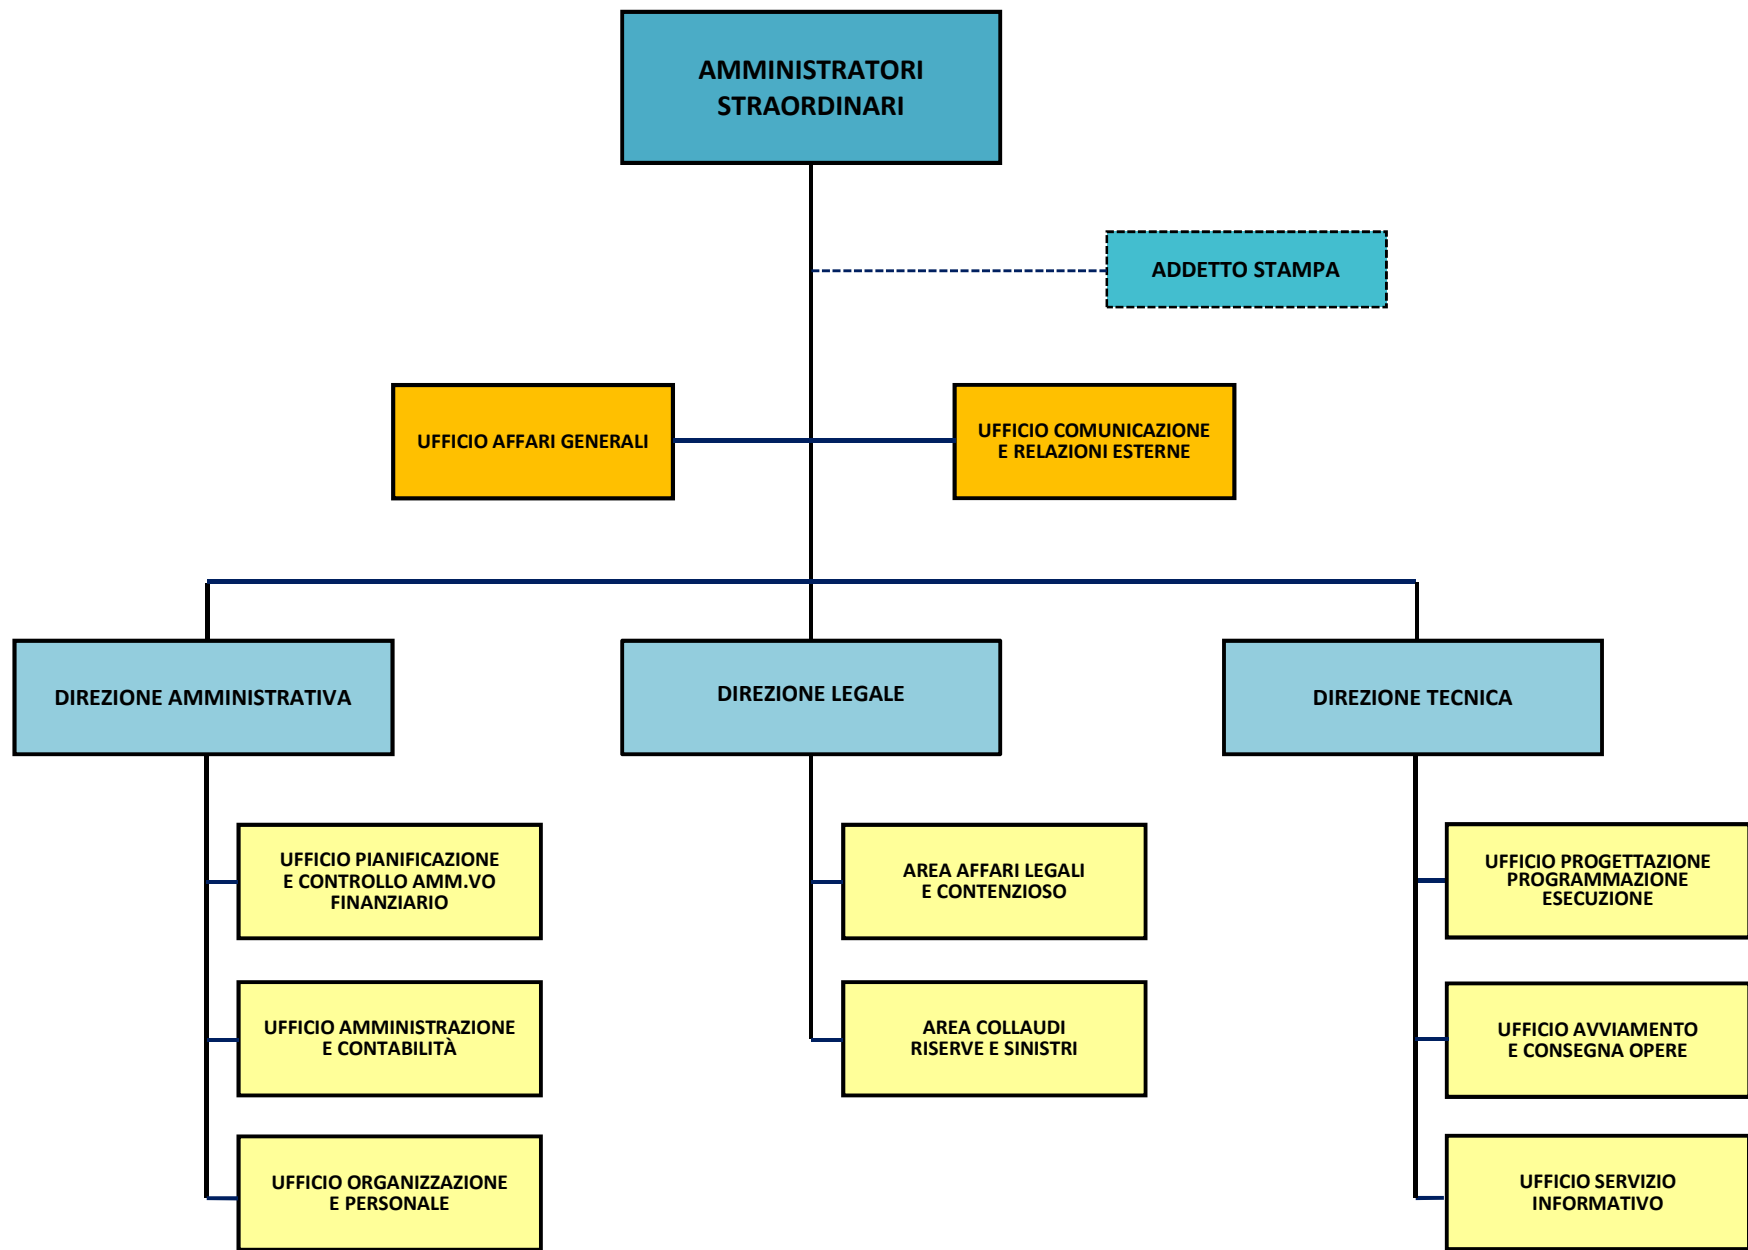 AMMINISTRATORI
STRAORDINARI
ADDETTO STAMPA
UFFICIO AFFARI GENERALI
UFFICIO COMUNICAZIONE
E RELAZIONI ESTERNE
DIREZIONE AMMINISTRATIVA
DIREZIONE LEGALE
DIREZIONE TECNICA
UFFICIO PIANIFICAZIONE
E CONTROLLO AMM.VO
FINANZIARIO
AREA AFFARI LEGALI
E CONTENZIOSO
UFFICIO PROGETTAZIONE
PROGRAMMAZIONE
ESECUZIONE
UFFICIO AMMINISTRAZIONE
E CONTABILITÀ
AREA COLLAUDI
RISERVE E SINISTRI
UFFICIO AVVIAMENTO
E CONSEGNA OPERE
UFFICIO ORGANIZZAZIONE
E PERSONALE
UFFICIO SERVIZIO
INFORMATIVO